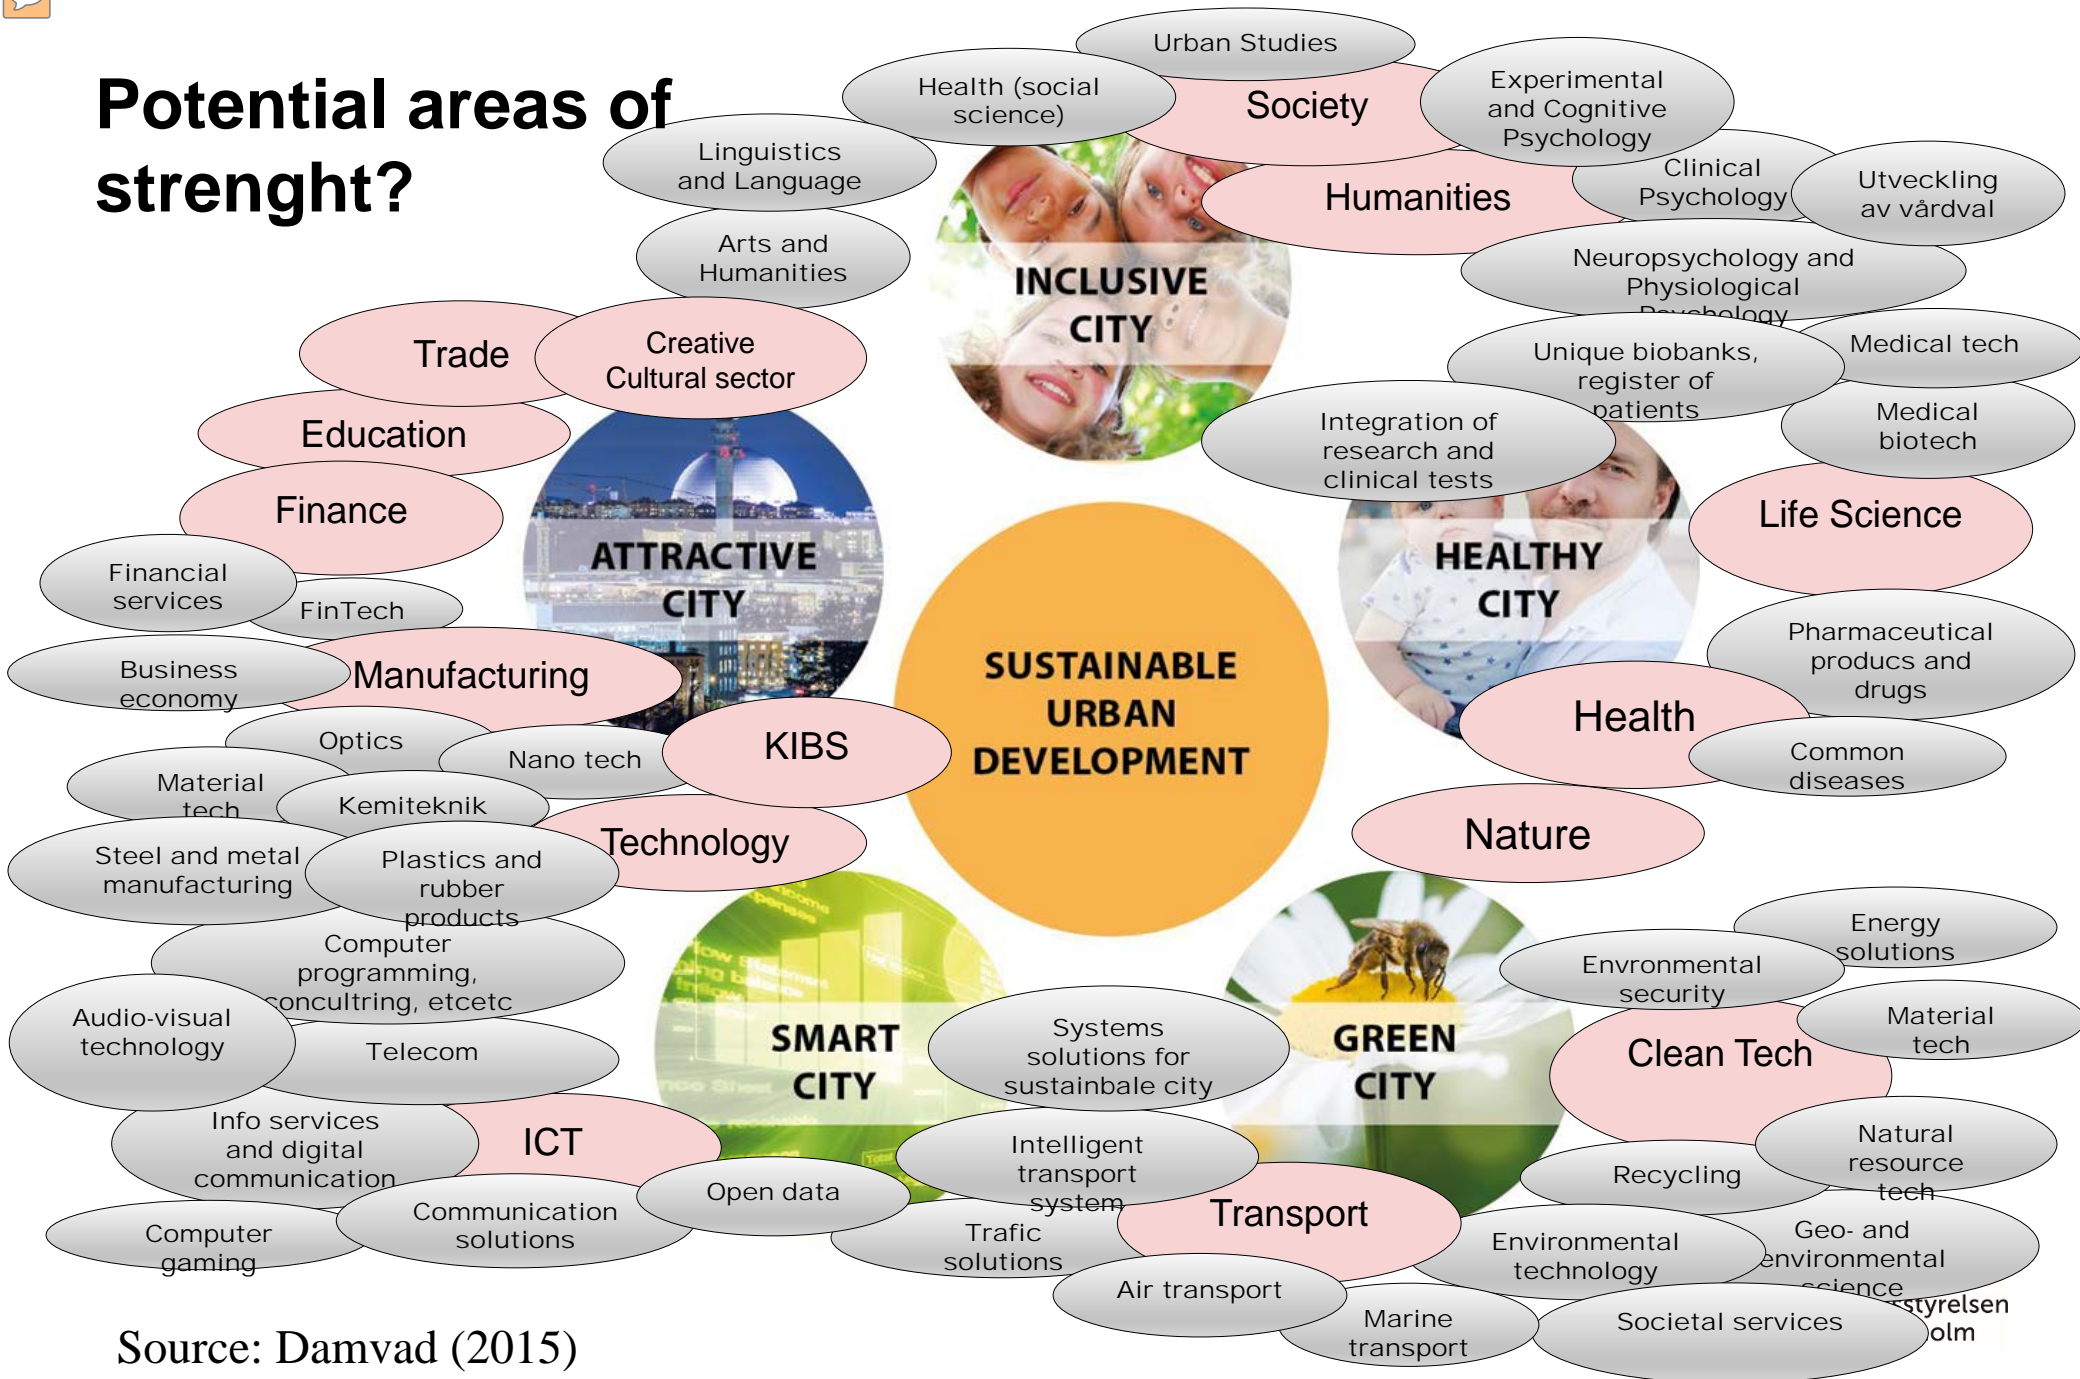 Potential areas of
strenght?
Urban Studies
Health (social
science)
Society
Experimental
and Cognitive
Psychology
Linguistics
and Language
Humanities
Clinical
Psychology
Utveckling
av vårdval
Arts and
Humanities
INCLUSIVE
CITY
Neuropsychology and
Physiological
Psychology
Trade
Creative
Cultural sector
Unique biobanks,
register of
patients
Medical tech
Education
Integration of
research and
clinical tests
Medical
biotech
Finance
Life Science
ATTRACTIVE
CITY
HEALTHY
CITY
Financial
services
FinTech
Pharmaceutical
producs and
drugs
Business
economy
Manufacturing
SUSTAINABLE
URBAN
DEVELOPMENT
Health
Optics
Nano tech
KIBS
Common
diseases
Material
tech
Kemiteknik
Technology
Nature
Steel and metal
manufacturing
Plastics and
rubber
products
Computer
programming,
concultring, etcetc
Energy
solutions
Envronmental
security
Audio-visual
technology
Telecom
SMART
CITY
Systems
solutions for
sustainbale city
GREEN
CITY
Clean Tech
Material
tech
Info services
and digital
communication
ICT
Intelligent
transport
system
Recycling
Natural
resource
tech
Computer
gaming
Communication
solutions
Open data
Trafic
solutions
Transport
Environmental
technology
Geo- and
environmental
science
Air transport
Marine
transport
Societal services
styrelsen
olm
Source: Damvad (2015)